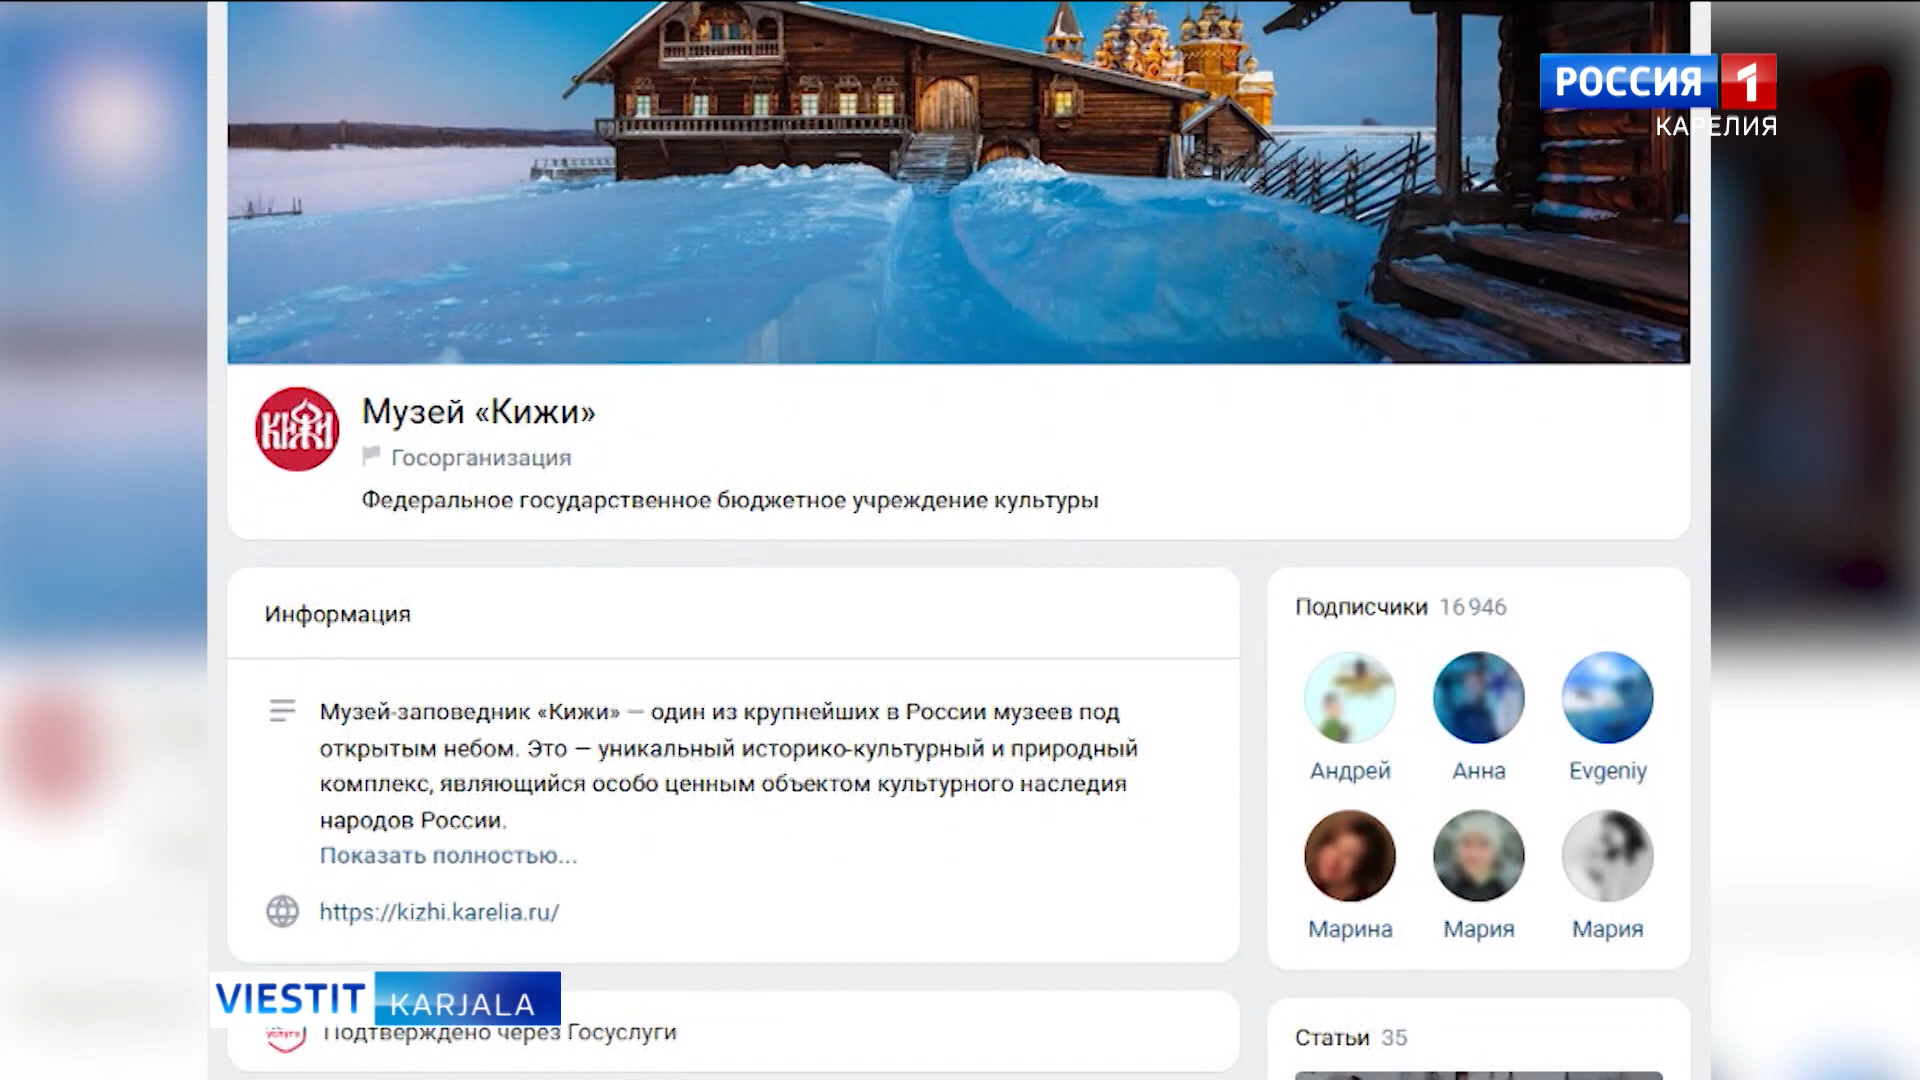 РОССИЯ 1
КАРЕЛИЯ
КИЖИ
Музей «Кижи»
Госорганизация
Федеральное государственное бюджетное учреждение культуры
Информация
Музей-заповедник «Кижи» — один из крупнейших в России музеев под
открытым небом. Это — уникальный историко-культурный и природный
комплекс, являющийся особо ценным объектом культурного наследия
народов России.
Показать полностью...
https://kizhi.karelia.ru/
Подтверждено через Госуслуги
Подписчики 16 946
Андрей Анна Evgeniy
Марина Мария Мария
Статьи 35
VIESTIT KARJALA